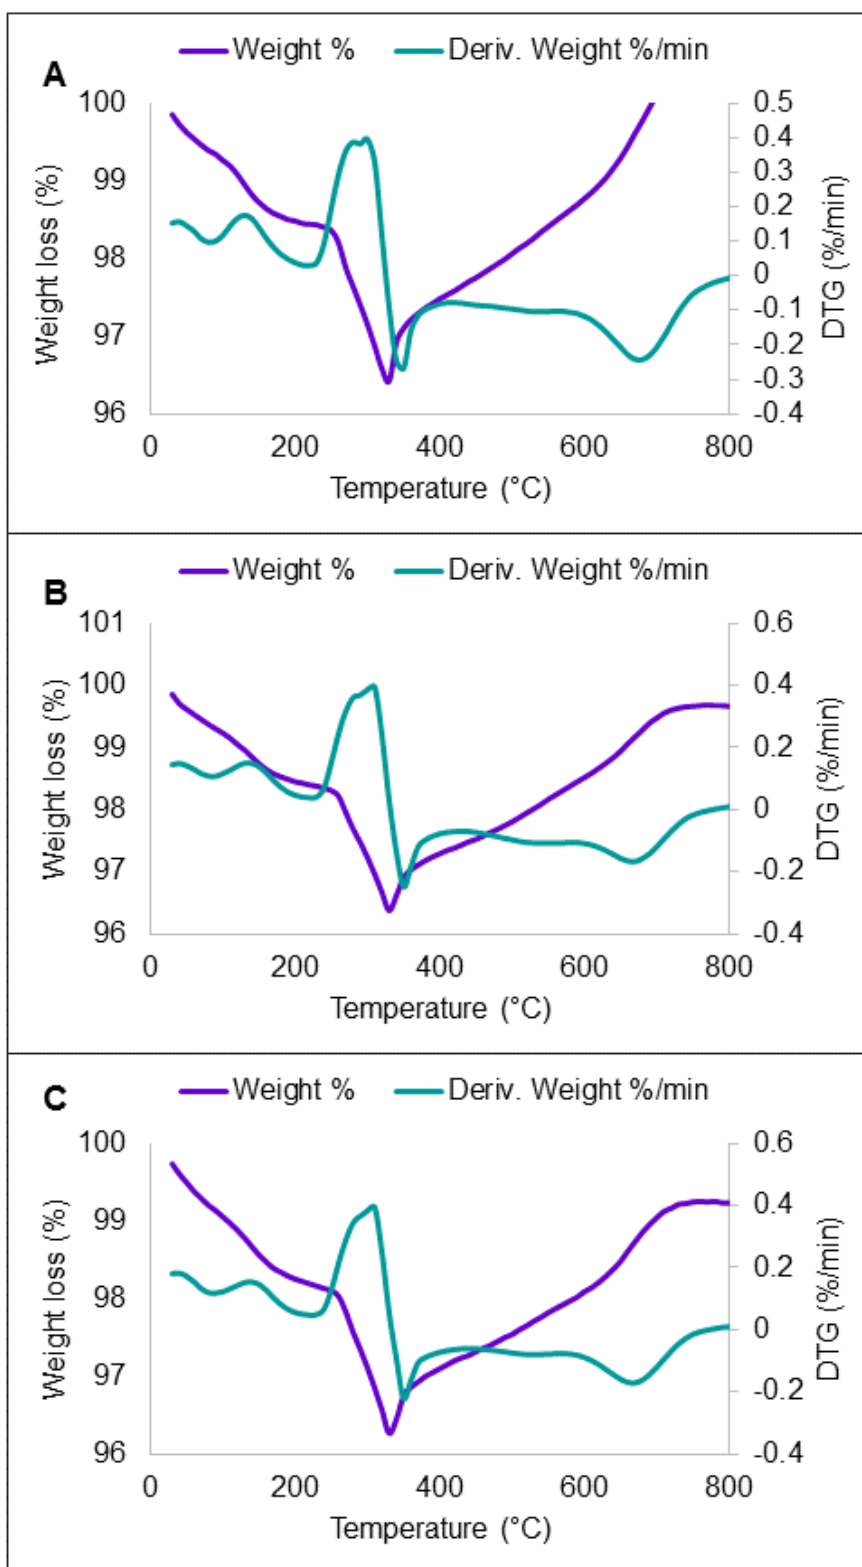 A
Weight %
Deriv. Weight %/min
Weight loss (%)
100
99
98
97
96
0.5
0.4
0.3
0.2
0.1
0
-0.1
-0.2
-0.3
-0.4
DTG (%/min)
0 200 400 600 800
Temperature (°C)
B
Weight %
Deriv. Weight %/min
Weight loss (%)
101
100
99
98
97
96
0.6
0.4
0.2
0
-0.2
-0.4
DTG (%/min)
0 200 400 600 800
Temperature (°C)
C
Weight %
Deriv. Weight %/min
Weight loss (%)
100
99
98
97
96
0.6
0.4
0.2
0
-0.2
-0.4
DTG (%/min)
0 200 400 600 800
Temperature (°C)